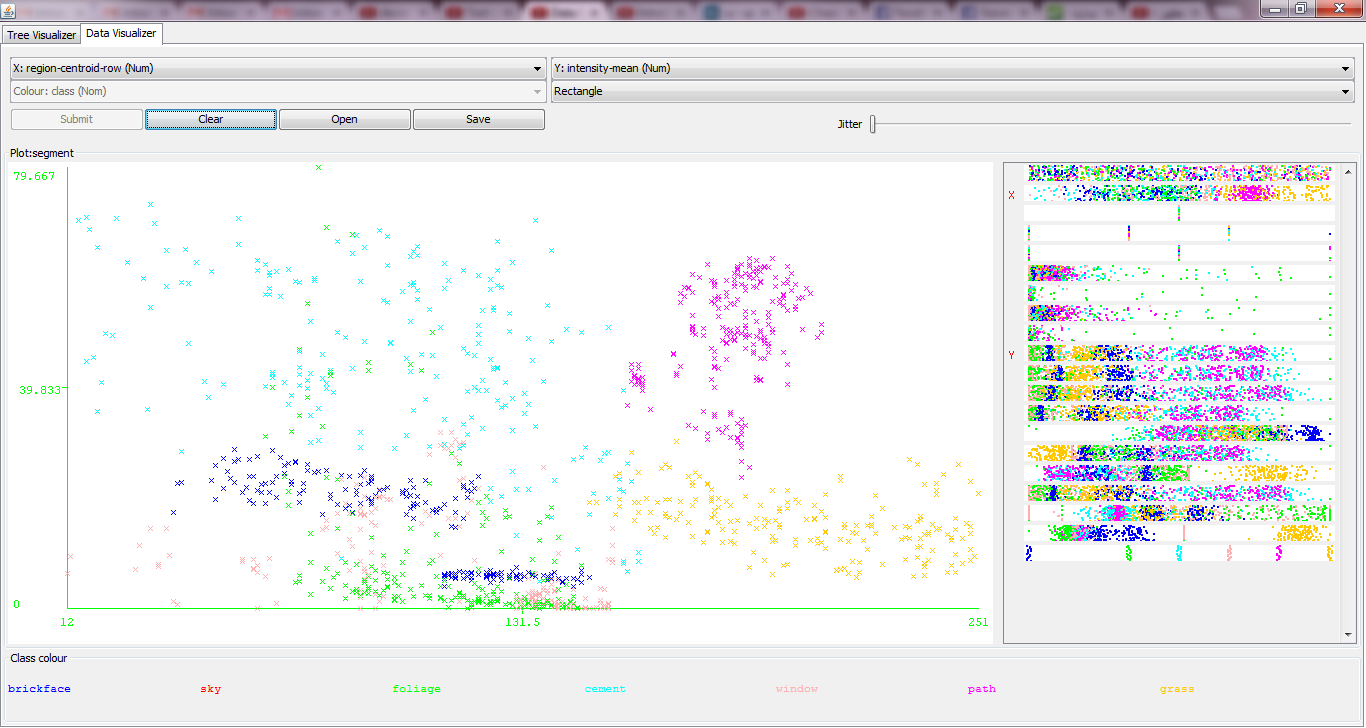 Tree Visualizer Data Visualizer
X: region-centroid-row (Num) Y: intensity-mean (Num)
Colour: class (Nom) Rectangle
Submit Clear Open Save Jitter
Plot:segment
79.667
X
Y
39.833
0
12 131.5 251
Class colour
brickface sky foliage cement window path grass